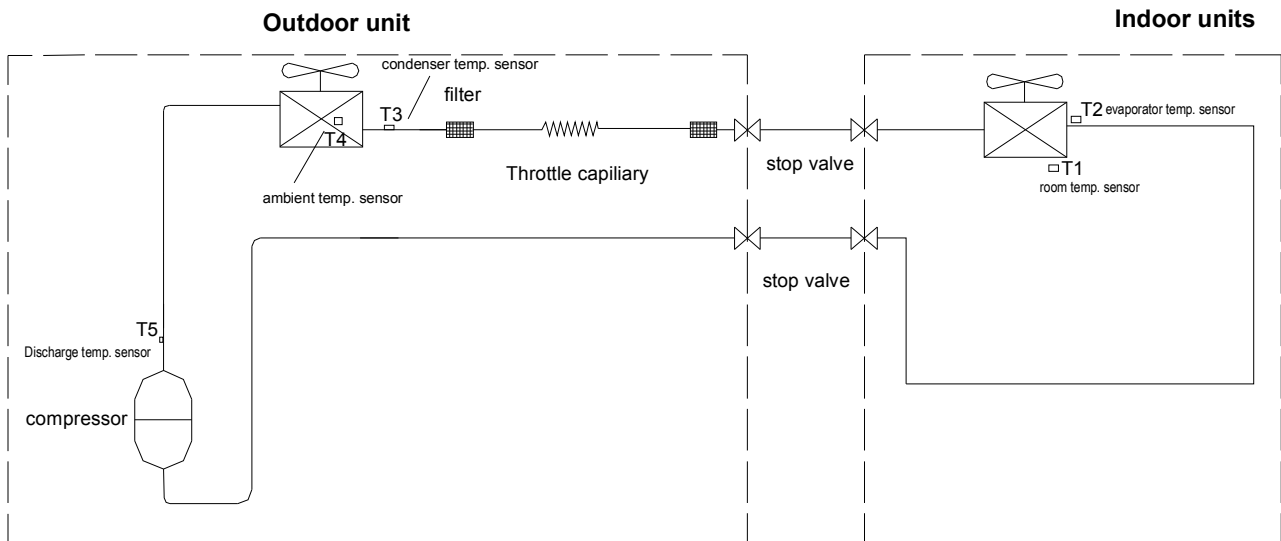 Outdoor unit
Indoor units
condenser temp. sensor
filter
T3
T4
T2 evaporator temp. sensor
T1
room temp. sensor
Throttle capiliary
stop valve
ambient temp. sensor
stop valve
T5
Discharge temp. sensor
compressor